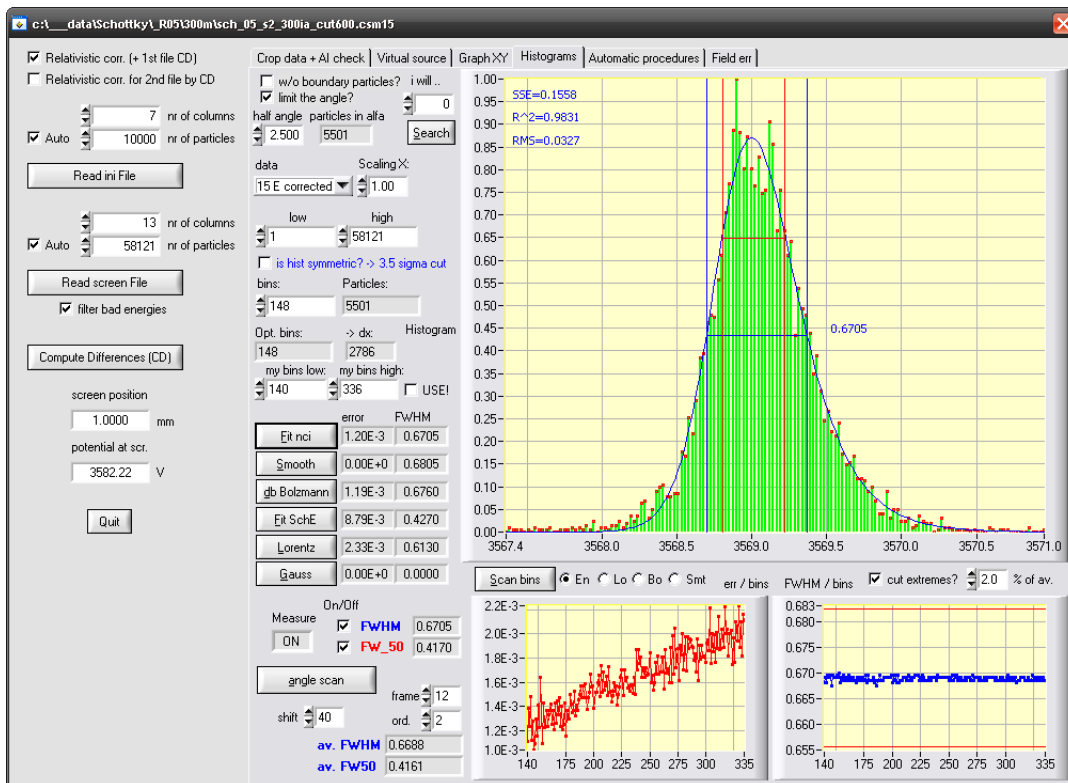 c:\___data\Schottky\_R05\300m\sch_05_s2_300ia_cut600.csm15
Relativistic corr. (+ 1st file CD)
Relativistic corr. for 2nd file by CD
7 nr of columns
Auto 10000 nr of particles
Read ini File
13 nr of columns
Auto 58121 nr of particles
Read screen File
filter bad energies
Compute Differences (CD)
screen position
1.0000 mm
potential at scr.
3582.22 V
Quit
Crop data + AI check Virtual source Graph XY Histograms Automatic procedures Field err
w/o boundary particles? i will ..
limit the angle? 0
half angle particles in alfa
2.500 5501 Search
data Scaling X:
15 E corrected 1.00
low high
1 58121
is hist symmetric? -> 3.5 sigma cut
bins: Particles:
148 5501
Opt. bins: -> dx: Histogram
148 2786
my bins low: my bins high:
140 336 USE!
error FWHM
Fit nci 1.20E-3 0.6705
Smooth 0.00E+0 0.6805
db Bolzmann 1.19E-3 0.6760
Fit SchE 8.79E-3 0.4270
Lorentz 2.33E-3 0.6130
Gauss 0.00E+0 0.0000
On/Off
Measure
ON FWHM 0.6705
FW_50 0.4170
angle scan
frame 12
shift 40 ord. 2
av. FWHM 0.6688
av. FW50 0.4161
SSE=0.1558
R^2=0.9831
RMS=0.0327
0.6705
1.00
0.95
0.90
0.85
0.80
0.75
0.70
0.65
0.60
0.55
0.50
0.45
0.40
0.35
0.30
0.25
0.20
0.15
0.10
0.05
0.00
3567.4 3568.0 3568.5 3569.0 3569.5 3570.0 3570.5 3571.0
Scan bins En Lo Bo Smt err / bins FWHM / bins cut extremes? 2.0 % of av.
2.2E-3
2.0E-3
1.8E-3
1.6E-3
1.4E-3
1.2E-3
1.0E-3
140 175 200 225 250 275 300 335
0.683
0.680
0.670
0.660
0.655
140 175 200 225 250 275 300 335